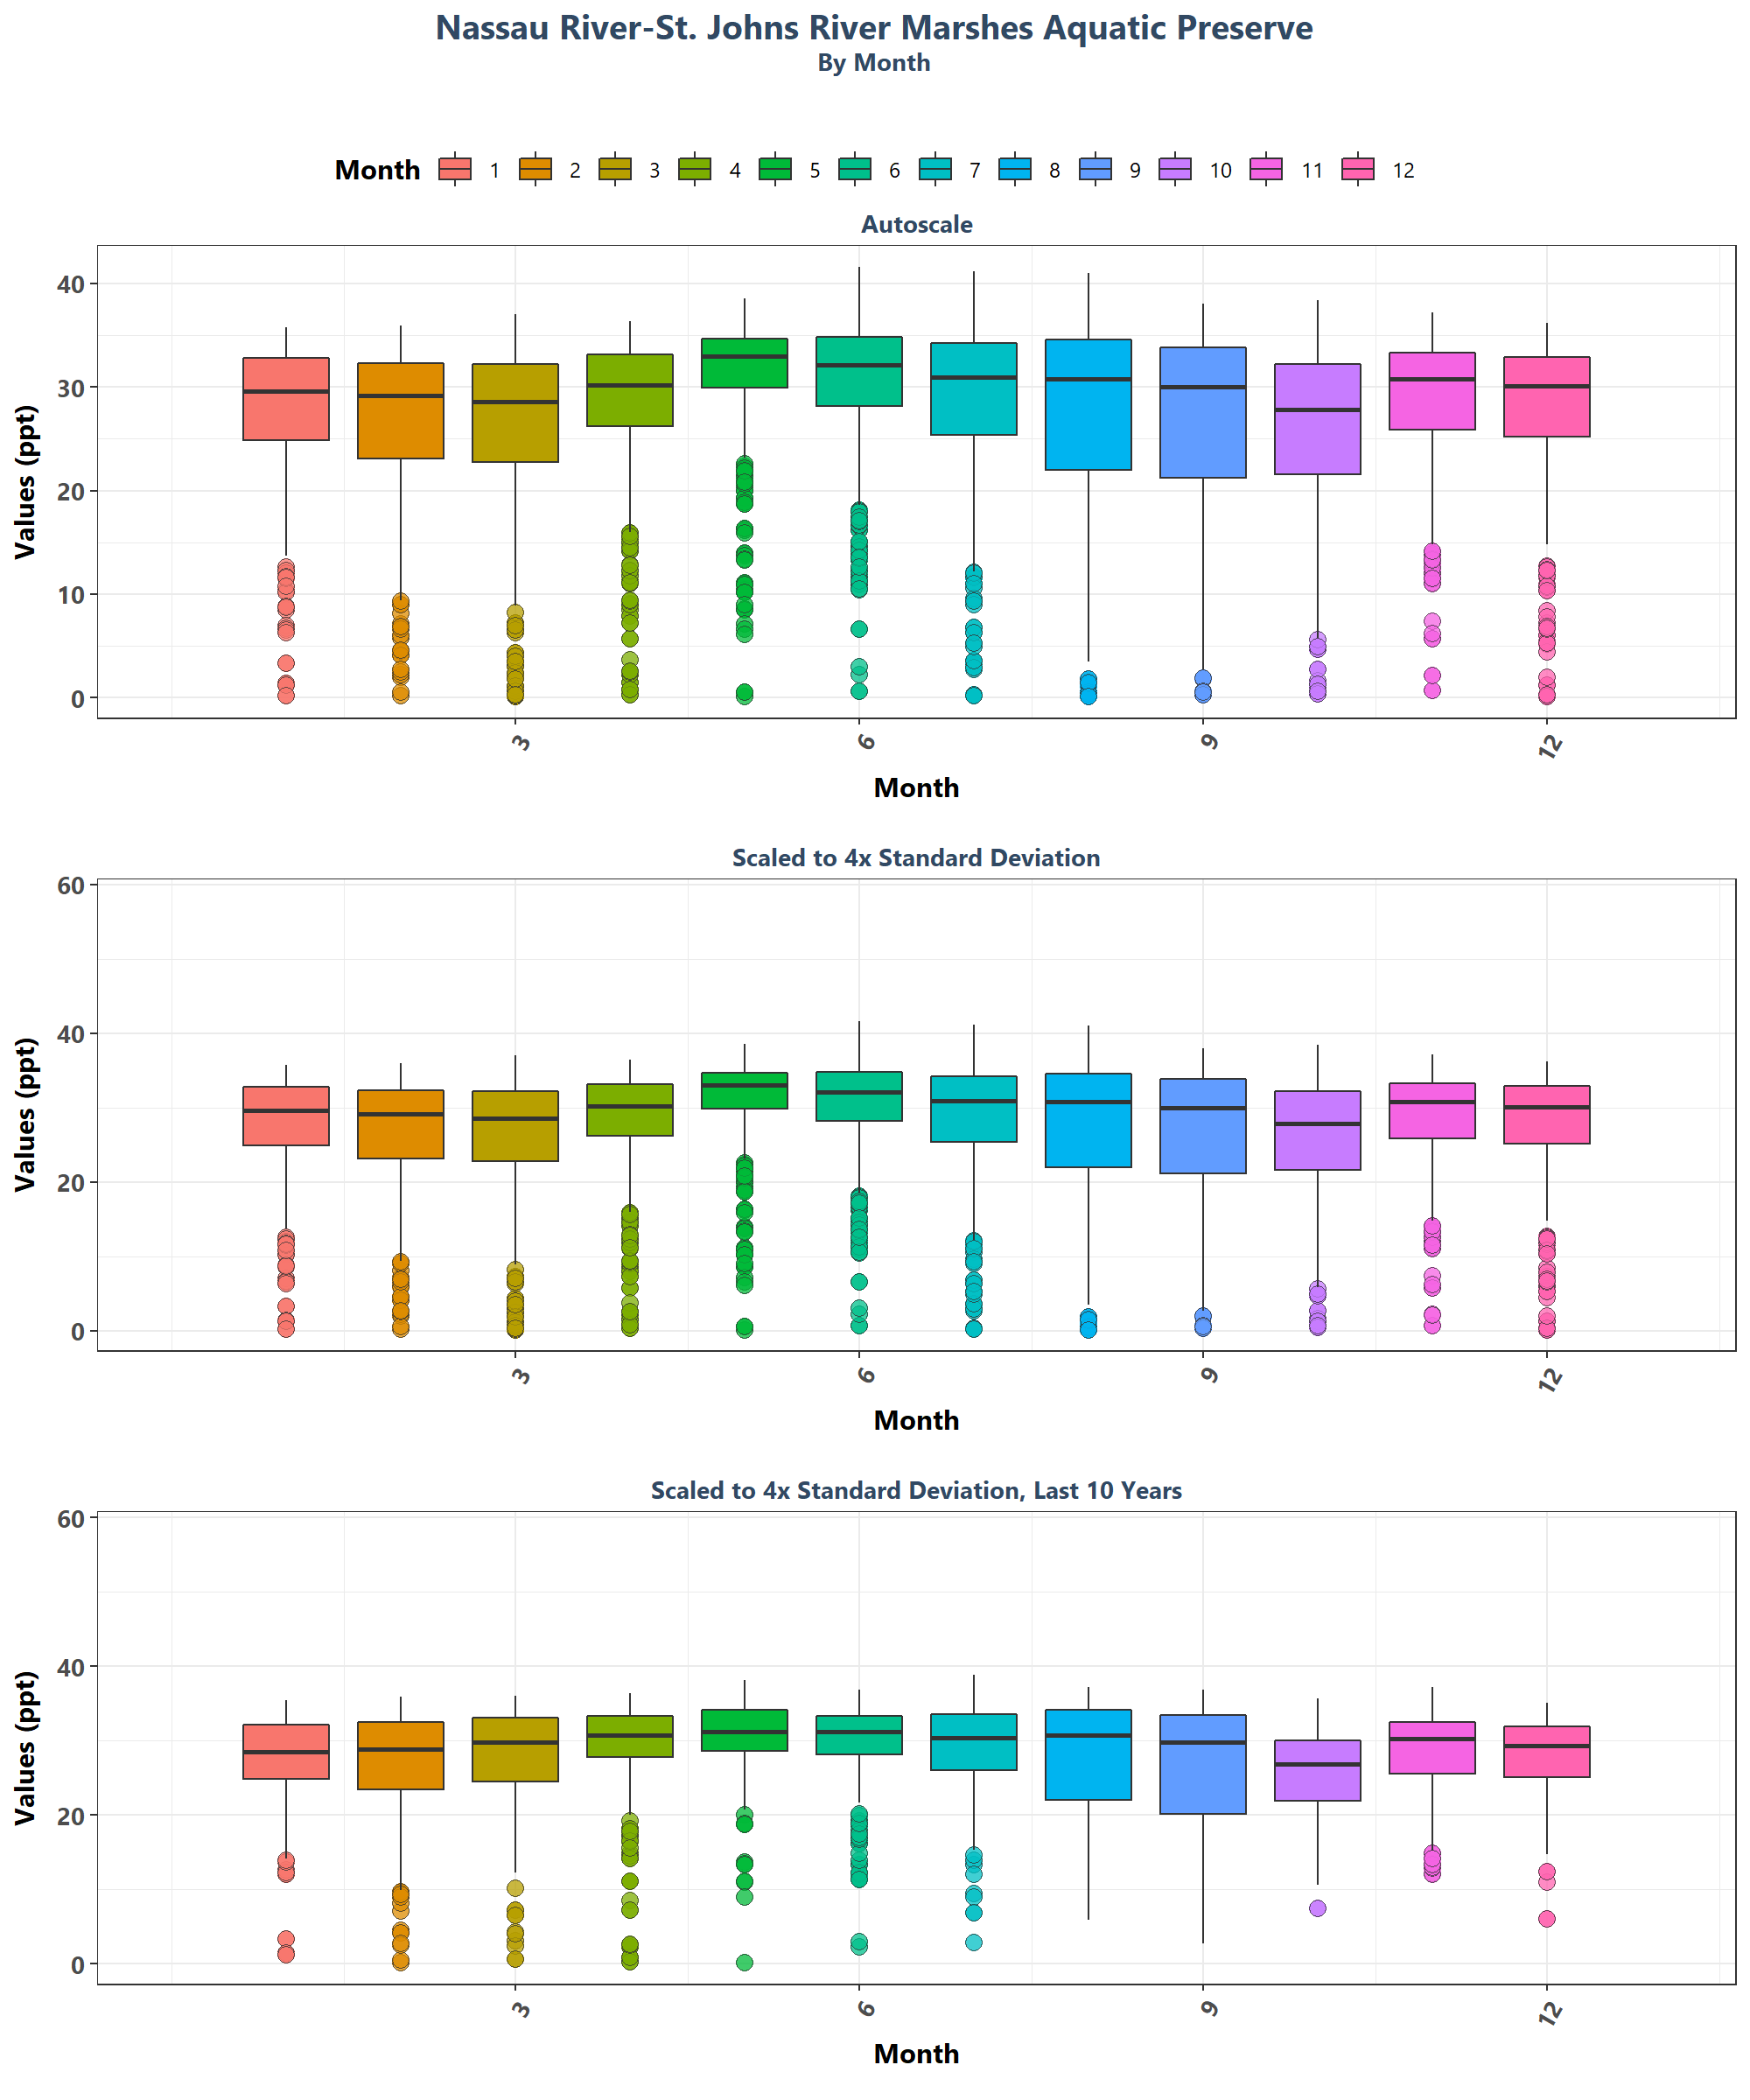 Nassau River-St. Johns River Marshes Aquatic Preserve
By Month
Month 1 2 3 4 5 6 7 8 9 10 11 12
Autoscale
Values (ppt)
40
30
20
10
0
3 6 9 12
Month
Scaled to 4x Standard Deviation
Values (ppt)
60
40
20
0
3 6 9 12
Month
Scaled to 4x Standard Deviation, Last 10 Years
Values (ppt)
60
40
20
0
3 6 9 12
Month